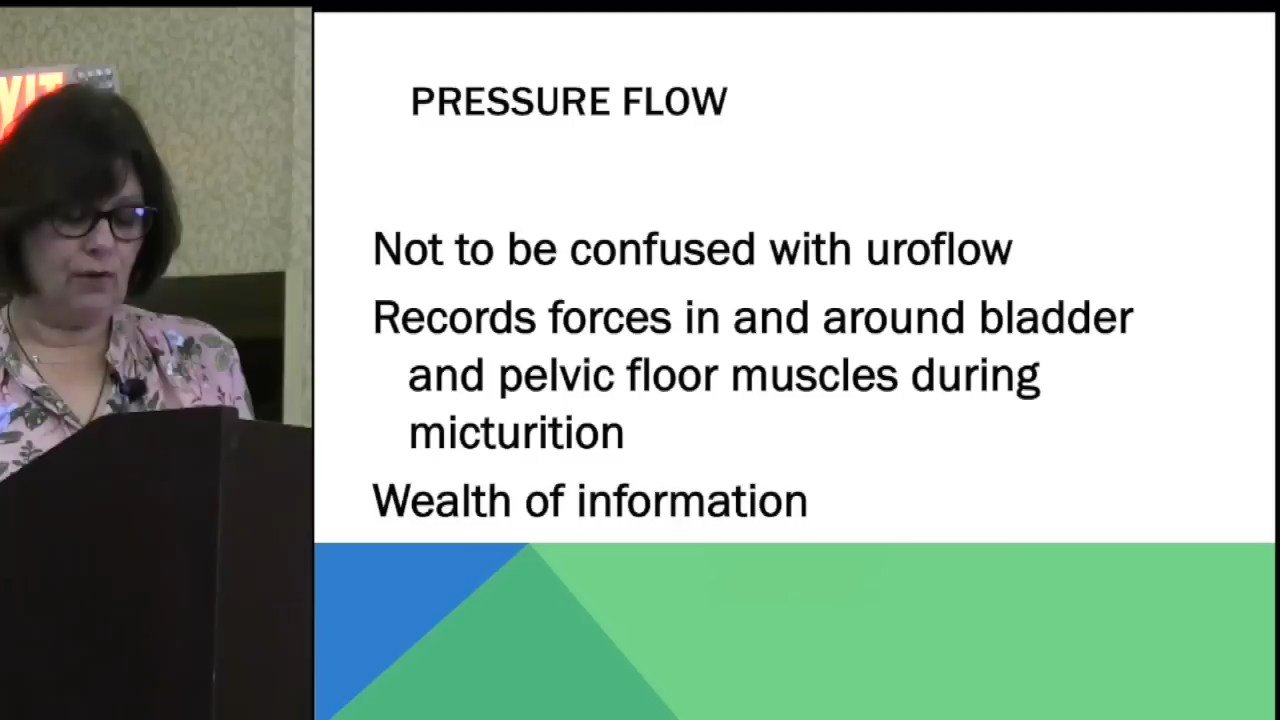 PRESSURE FLOW
Not to be confused with uroflow
Records forces in and around bladder
and pelvic floor muscles during
micturition
Wealth of information